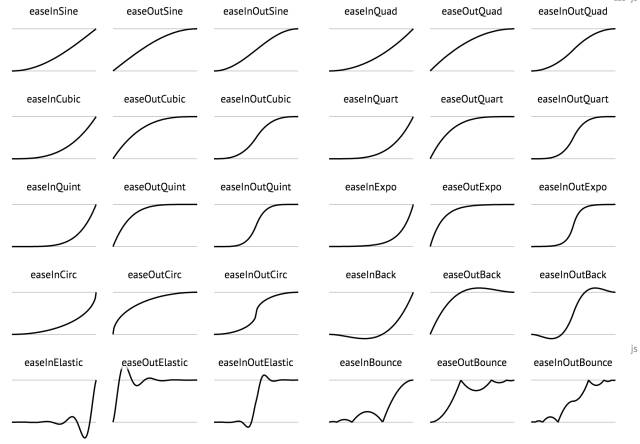 easeInSine easeOutSine easeInOutSine easeInQuad easeOutQuad easeInOutQuad
easeInCubic easeOutCubic easeInOutCubic easeInQuart easeOutQuart easeInOutQuart
easeInQuint easeOutQuint easeInOutQuint easeInExpo easeOutExpo easeInOutExpo
easeInCirc easeOutCirc easeInOutCirc easeInBack easeOutBack easeInOutBack
js
easeInElastic easeOutElastic easeInOutElastic easeInBounce easeOutBounce easeInOutBounce